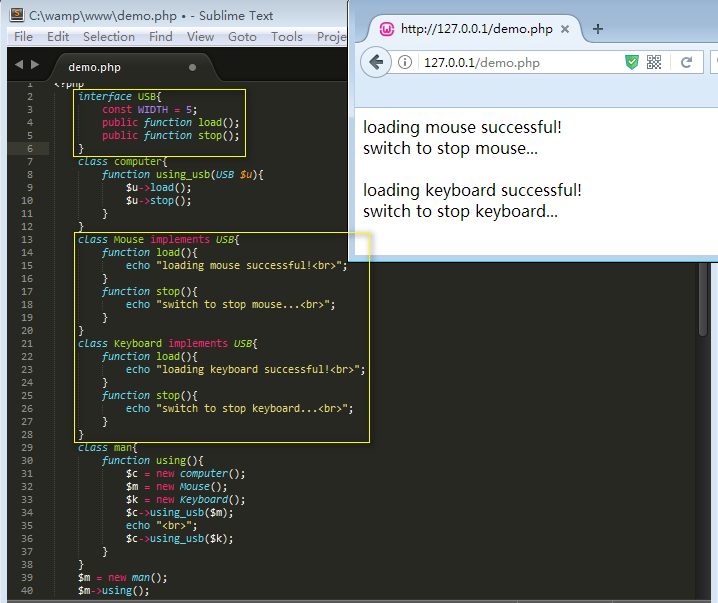 C:\wamp\www\demo.php • - Sublime Text
File Edit Selection Find View Goto Tools Proje
demo.php
1 <?php
2 interface USB{
3 const WIDTH = 5;
4 public function load();
5 public function stop();
6 }
7 class computer{
8 function using_usb(USB $u){
9 $u->load();
10 $u->stop();
11 }
12 }
13 class Mouse implements USB{
14 function load(){
15 echo "loading mouse successful!<br>";
16 }
17 function stop(){
18 echo "switch to stop mouse...<br>";
19 }
20 }
21 class Keyboard implements USB{
22 function load(){
23 echo "loading keyboard successful!<br>";
24 }
25 function stop(){
26 echo "switch to stop keyboard...<br>";
27 }
28 }
29 class man{
30 function using(){
31 $c = new computer();
32 $m = new Mouse();
33 $k = new Keyboard();
34 $c->using_usb($m);
35 echo "<br>";
36 $c->using_usb($k);
37 }
38 }
39 $m = new man();
40 $m->using();
http://127.0.0.1/demo.php
127.0.0.1/demo.php
loading mouse successful!
switch to stop mouse...
loading keyboard successful!
switch to stop keyboard...